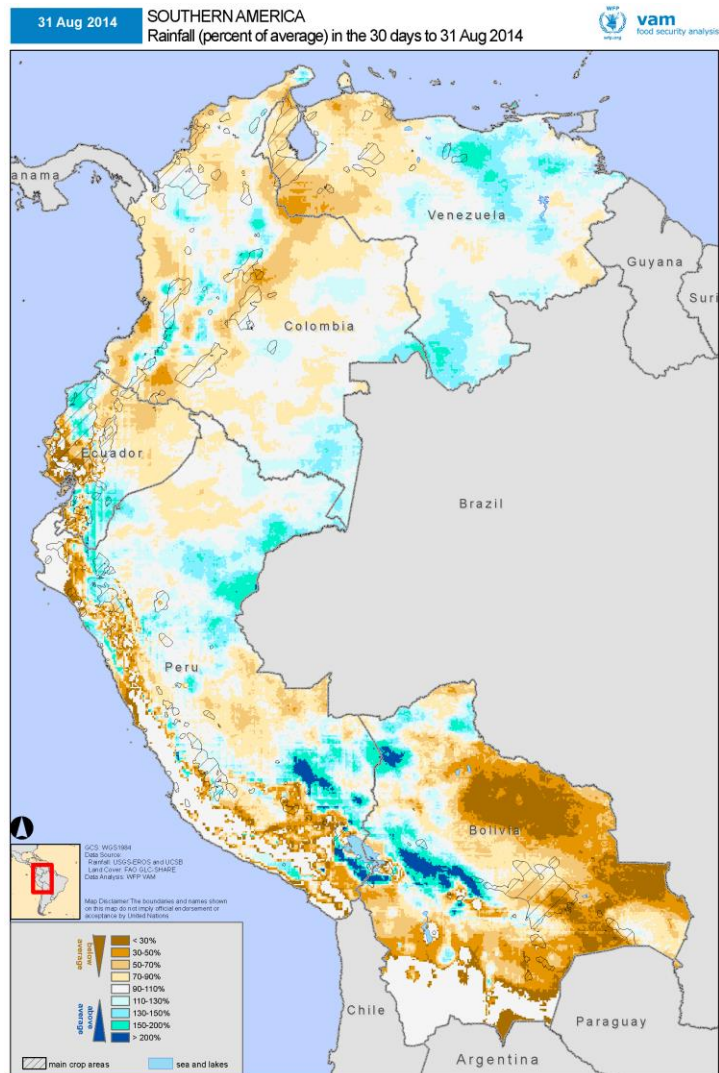 31 Aug 2014
SOUTHERN AMERICA
Rainfall (percent of average) in the 30 days to 31 Aug 2014
WFP
wfp.org
vam
food security analysis
anama
Venezuela
Guyana
Suri
Colombia
Ecuador
Brazil
Peru
Bolivia
GCS: WGS1984
Data Source:
Rainfall: USGS-EROS and UCSB
Land Cover: FAO GLC-SHARE
Data Analysis: WFP VAM
Map Disclaimer:The boundaries and names shown
on this map do not imply official endorsement or
acceptance by United Nations
below
average
above
average
< 30%
30-50%
50-70%
70-90%
90-110%
110-130%
130-150%
150-200%
> 200%
main crop areas
sea and lakes
Chile
Paraguay
Argentina